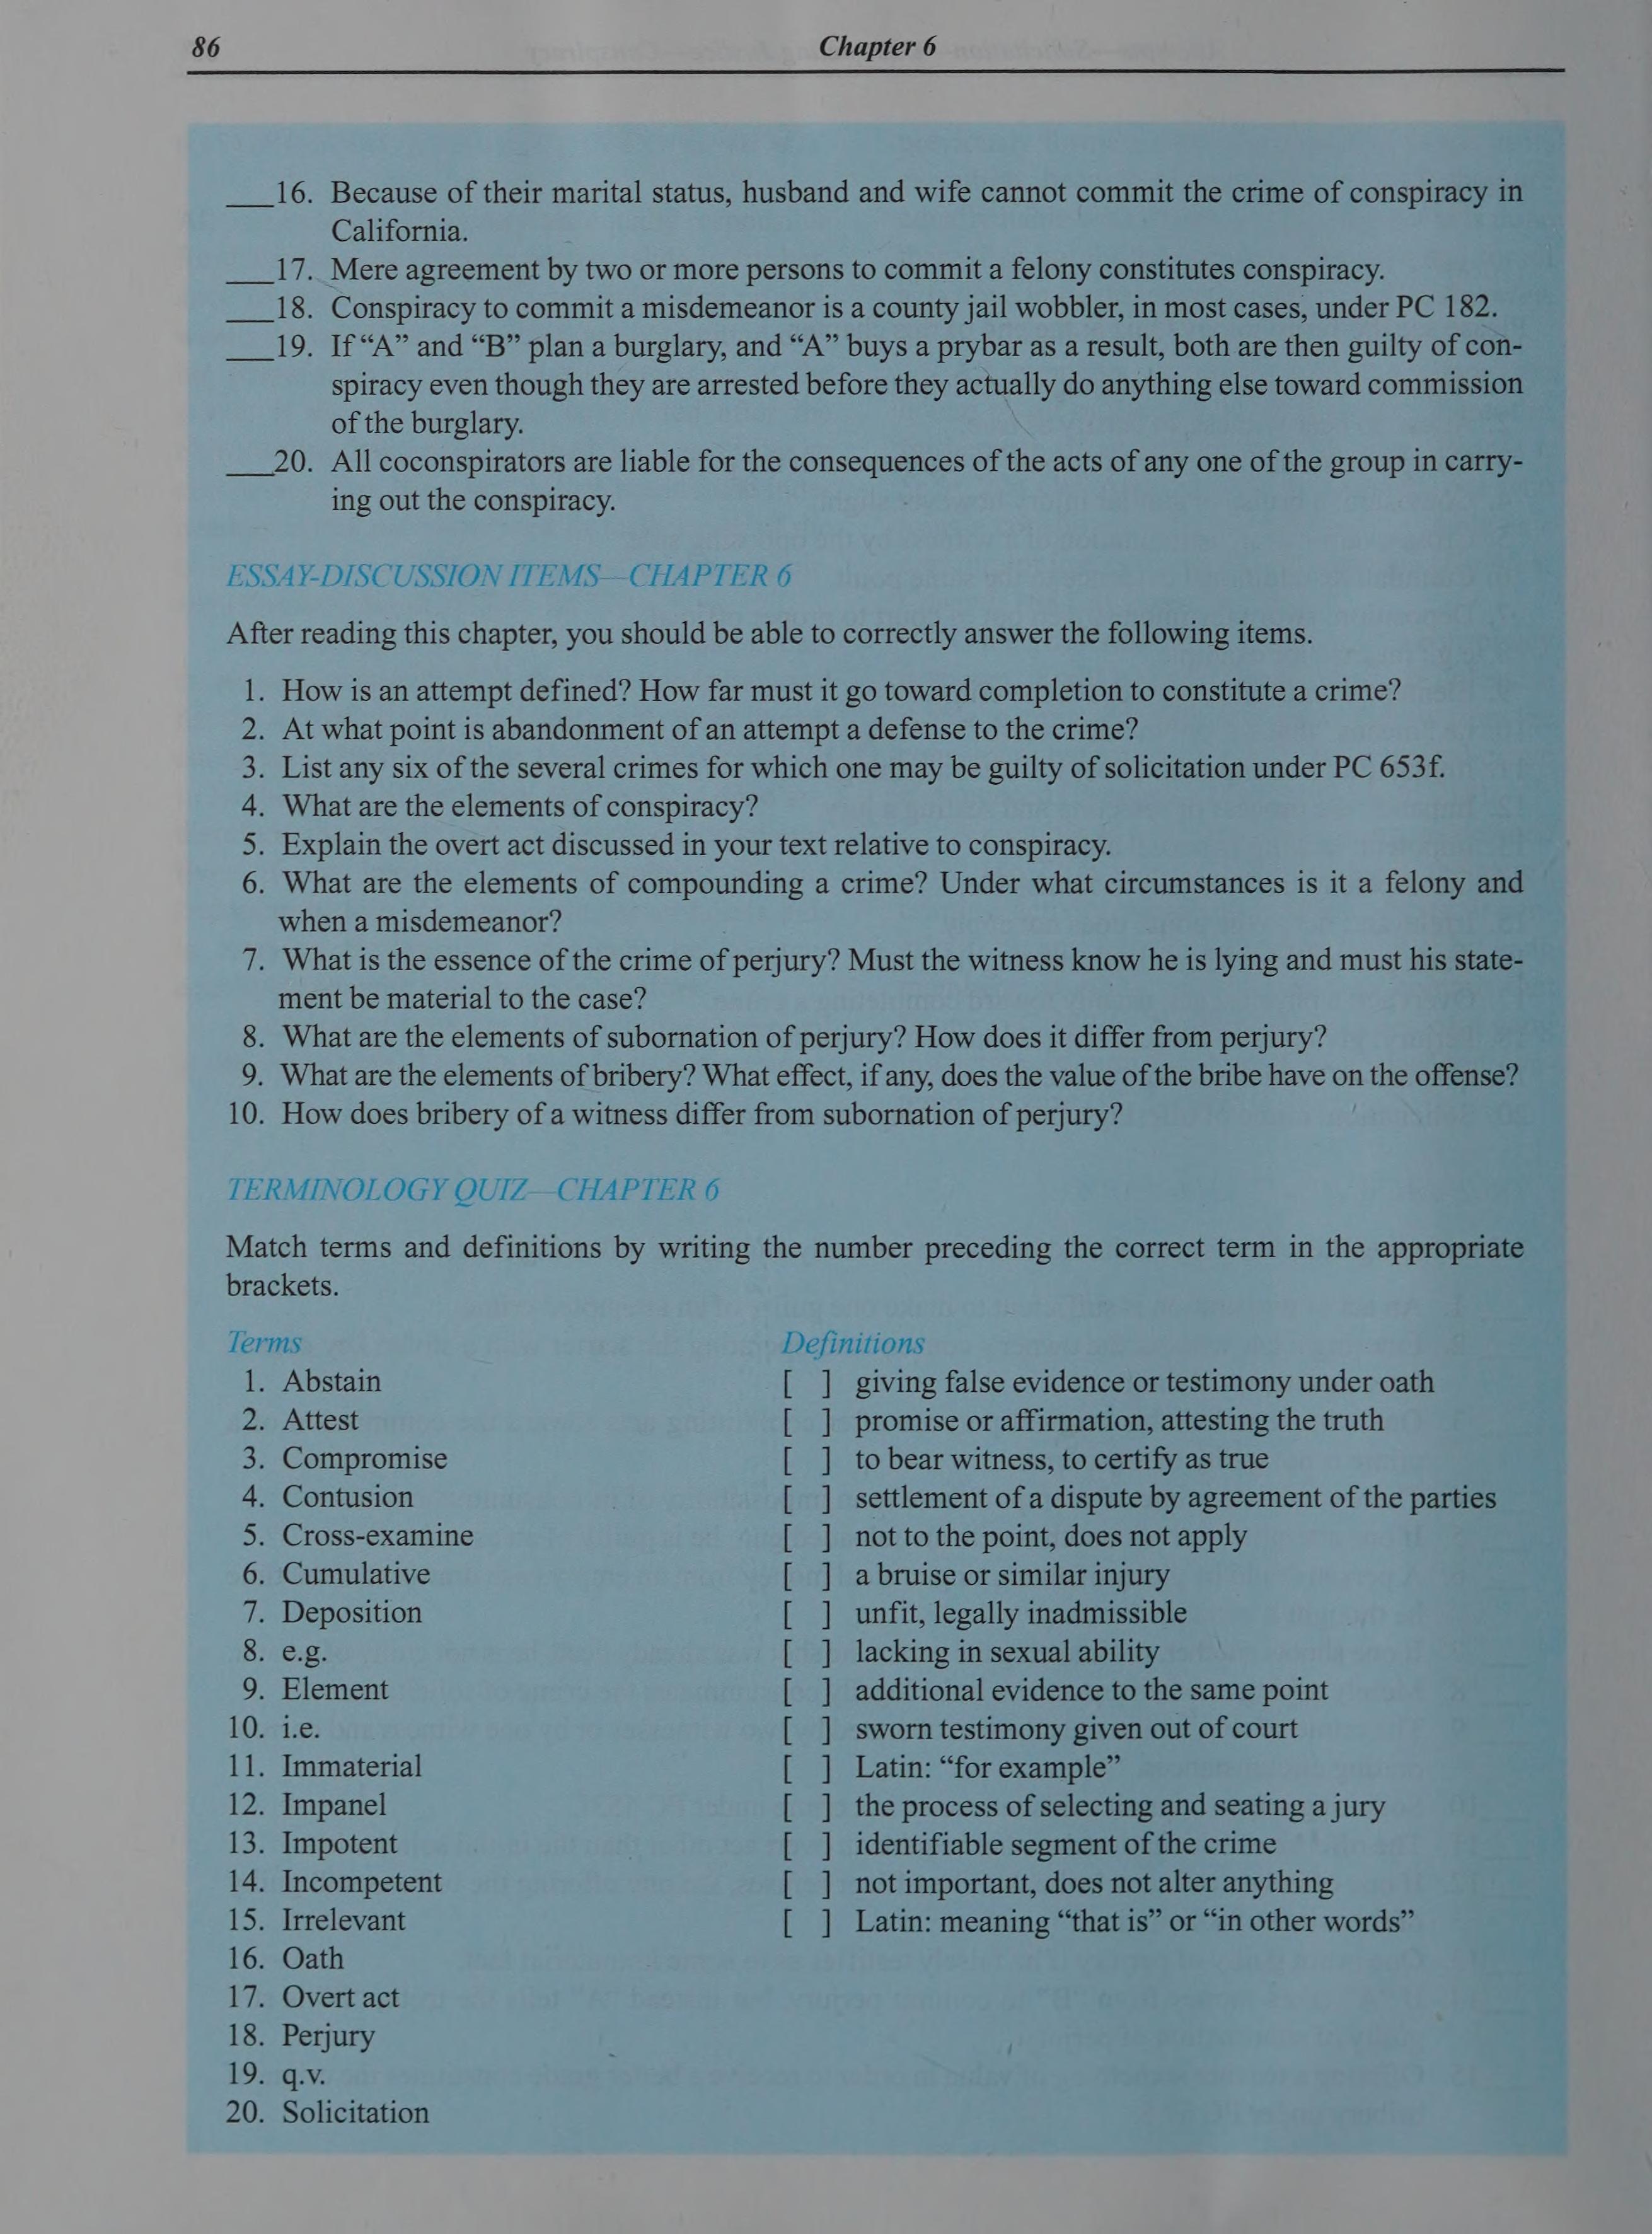 86
Chapter 6
___16. Because of their marital status, husband and wife cannot commit the crime of conspiracy in
California.
___17. Mere agreement by two or more persons to commit a felony constitutes conspiracy.
___18. Conspiracy to commit a misdemeanor is a county jail wobbler, in most cases, under PC 182.
___19. If “A” and “B” plan a burglary, and “A” buys a prybar as a result, both are then guilty of con-
spiracy even though they are arrested before they actually do anything else toward commission
of the burglary.
___20. All coconspirators are liable for the consequences of the acts of any one of the group in carry-
ing out the conspiracy.
ESSAY-DISCUSSION ITEMS—CHAPTER 6
After reading this chapter, you should be able to correctly answer the following items.
1. How is an attempt defined? How far must it go toward completion to constitute a crime?
2. At what point is abandonment of an attempt a defense to the crime?
3. List any six of the several crimes for which one may be guilty of solicitation under PC 653f.
4. What are the elements of conspiracy?
5. Explain the overt act discussed in your text relative to conspiracy.
6. What are the elements of compounding a crime? Under what circumstances is it a felony and
when a misdemeanor?
7. What is the essence of the crime of perjury? Must the witness know he is lying and must his state-
ment be material to the case?
8. What are the elements of subornation of perjury? How does it differ from perjury?
9. What are the elements of bribery? What effect, if any, does the value of the bribe have on the offense?
10. How does bribery of a witness differ from subornation of perjury?
TERMINOLOGY QUIZ—CHAPTER 6
Match terms and definitions by writing the number preceding the correct term in the appropriate
brackets.
Terms
1. Abstain
2. Attest
3. Compromise
4. Contusion
5. Cross-examine
6. Cumulative
7. Deposition
8. e.g.
9. Element
10. i.e.
11. Immaterial
12. Impanel
13. Impotent
14. Incompetent
15. Irrelevant
16. Oath
17. Overt act
18. Perjury
19. q.v.
20. Solicitation
Definitions
[ ] giving false evidence or testimony under oath
[ ] promise or affirmation, attesting the truth
[ ] to bear witness, to certify as true
[ ] settlement of a dispute by agreement of the parties
[ ] not to the point, does not apply
[ ] a bruise or similar injury
[ ] unfit, legally inadmissible
[ ] lacking in sexual ability
[ ] additional evidence to the same point
[ ] sworn testimony given out of court
[ ] Latin: “for example”
[ ] the process of selecting and seating a jury
[ ] identifiable segment of the crime
[ ] not important, does not alter anything
[ ] Latin: meaning “that is” or “in other words”